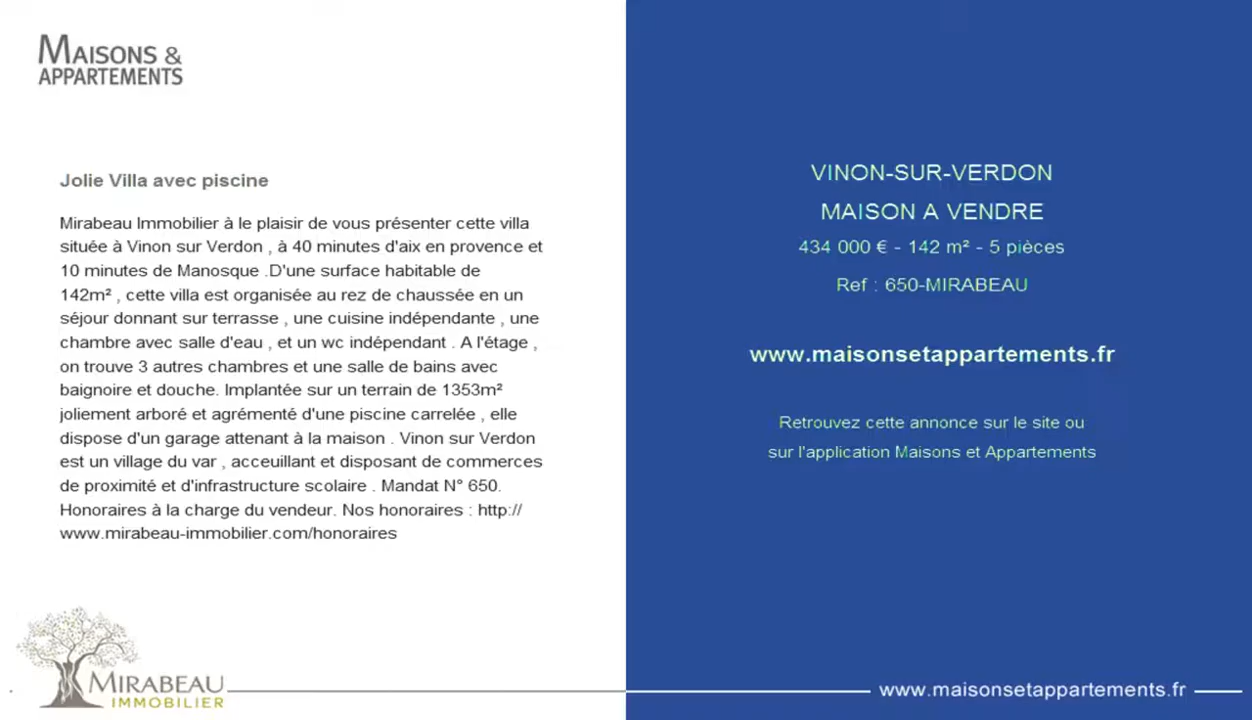 MAISONS &
APPARTEMENTS
Jolie Villa avec piscine
Mirabeau Immobilier à le plaisir de vous présenter cette villa
située à Vinon sur Verdon , à 40 minutes d'aix en provence et
10 minutes de Manosque .D'une surface habitable de
142m² , cette villa est organisée au rez de chaussée en un
séjour donnant sur terrasse , une cuisine indépendante , une
chambre avec salle d'eau , et un wc indépendant . A l'étage ,
on trouve 3 autres chambres et une salle de bains avec
baignoire et douche. Implantée sur un terrain de 1353m²
joliement arboré et agrémenté d'une piscine carrelée , elle
dispose d'un garage attenant à la maison . Vinon sur Verdon
est un village du var , acceuillant et disposant de commerces
de proximité et d'infrastructure scolaire . Mandat N° 650.
Honoraires à la charge du vendeur. Nos honoraires : http://
www.mirabeau-immobilier.com/honoraires
MIRABEAU
IMMOBILIER
VINON-SUR-VERDON
MAISON A VENDRE
434 000 € - 142 m² - 5 pièces
Ref : 650-MIRABEAU
www.maisonsetappartements.fr
Retrouvez cette annonce sur le site ou
sur l'application Maisons et Appartements
www.maisonsetappartements.fr